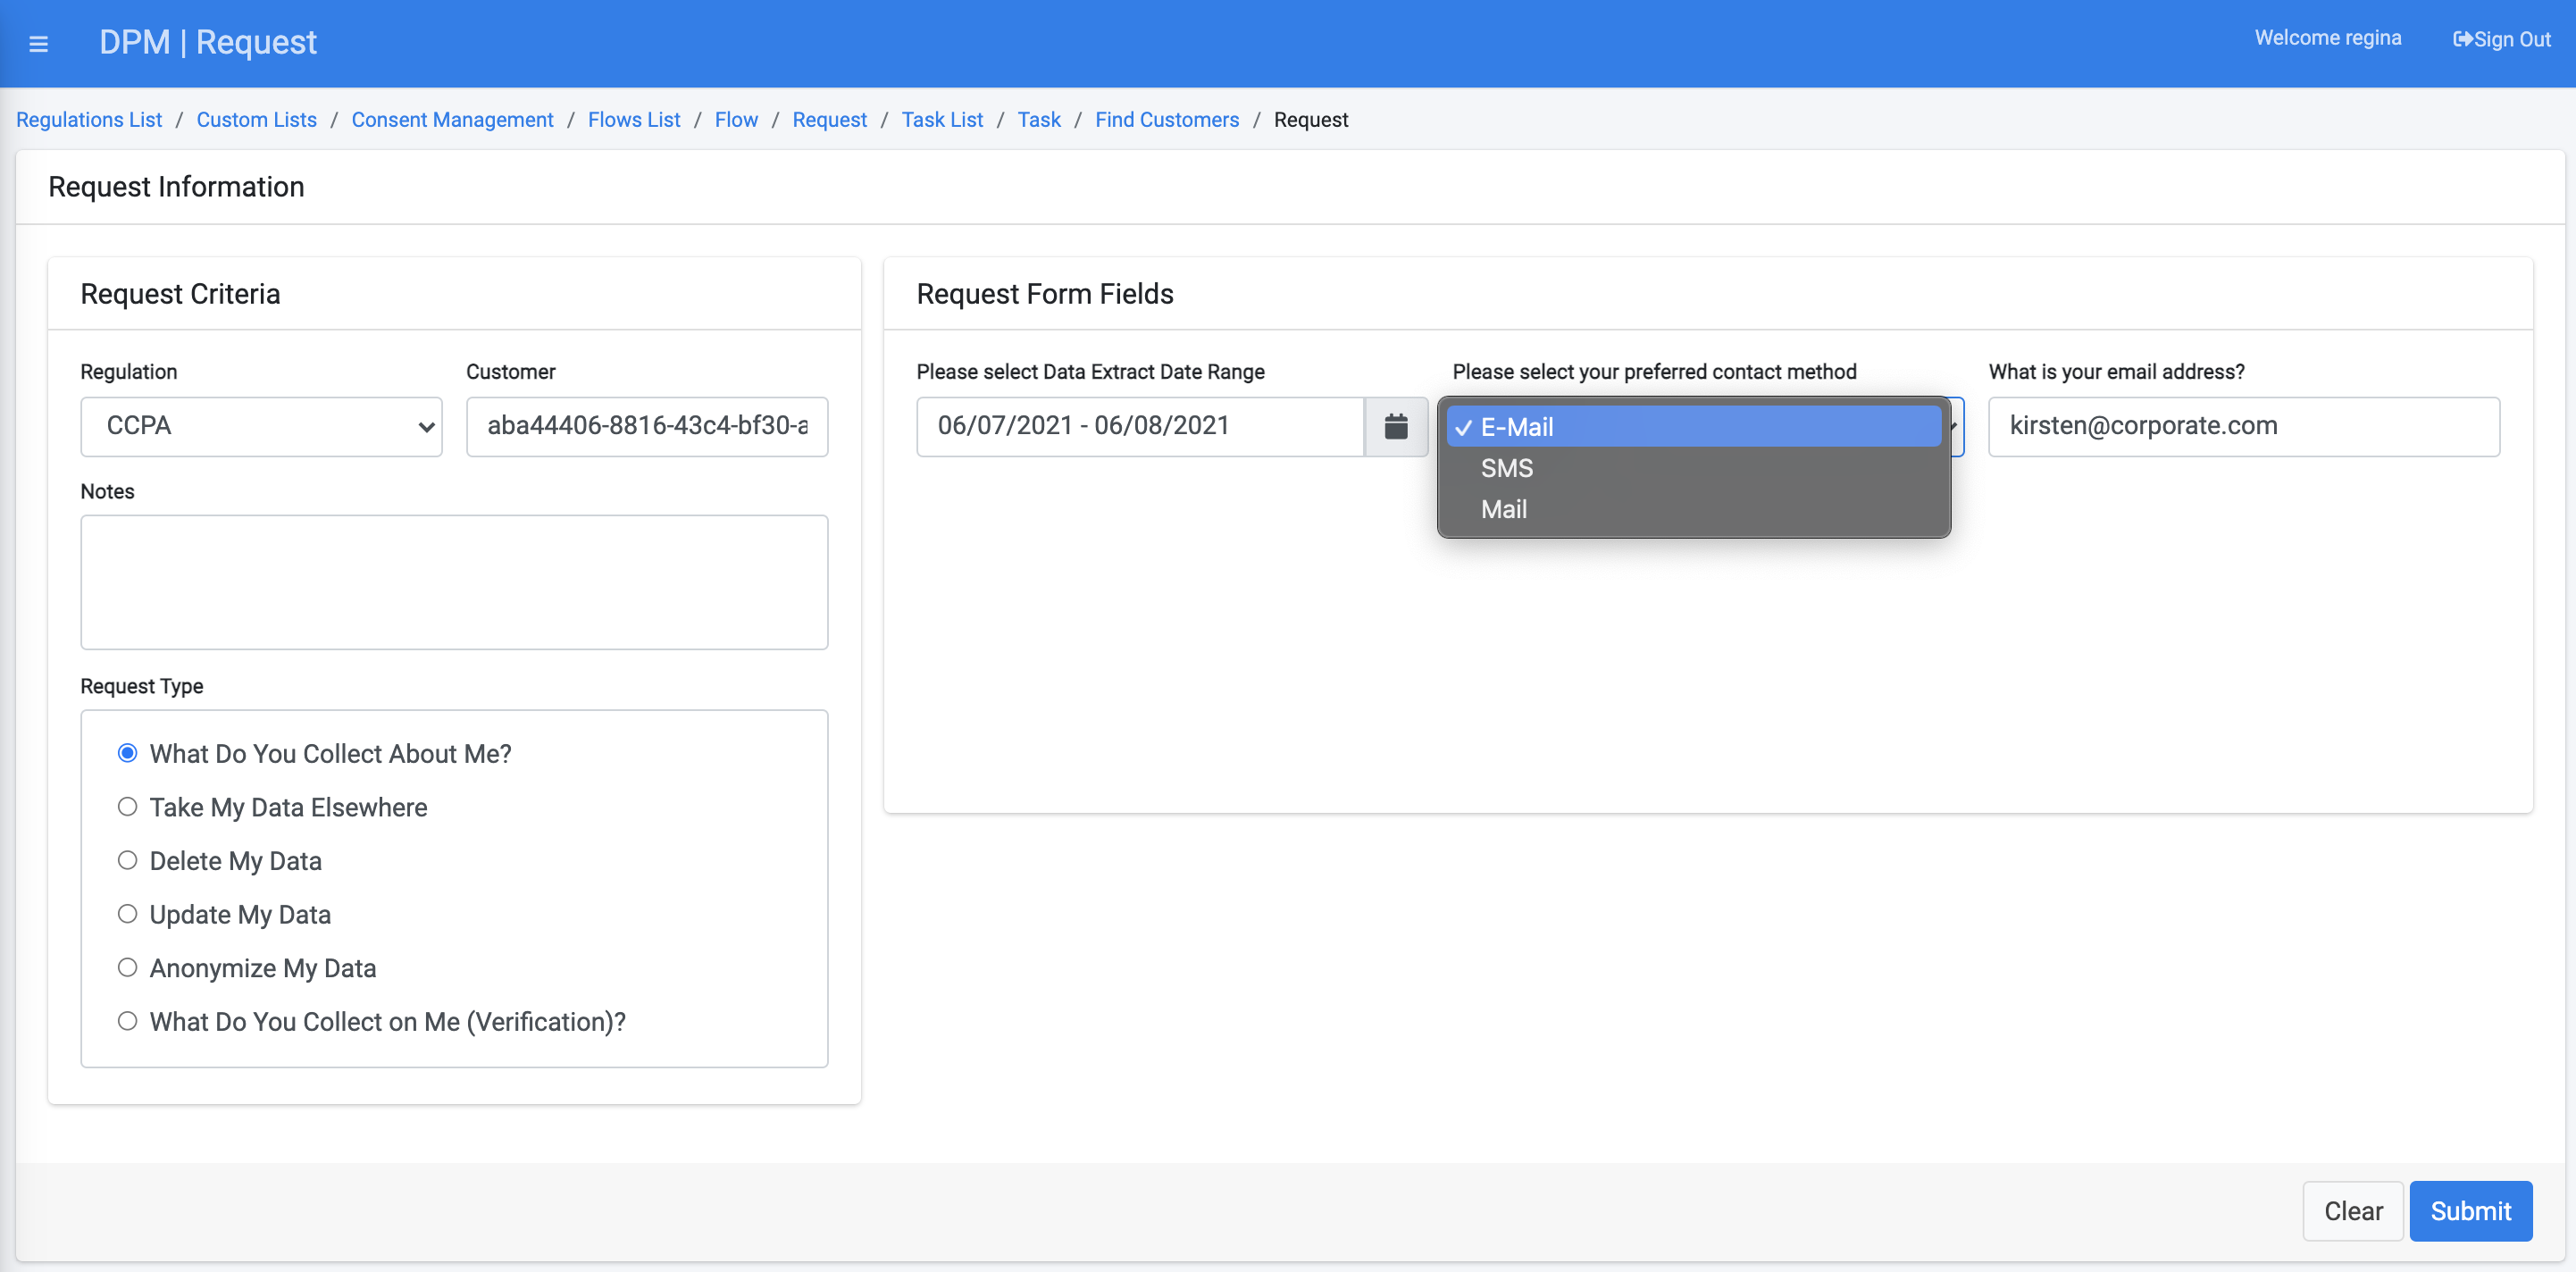 DPM | Request
Welcome regina
Sign Out
Regulations List / Custom Lists / Consent Management / Flows List / Flow / Request / Task List / Task / Find Customers / Request
Request Information
Request Criteria
Request Form Fields
Regulation
Customer
Please select Data Extract Date Range
Please select your preferred contact method
What is your email address?
CCPA
aba44406-8816-43c4-bf30-a
06/07/2021 - 06/08/2021
E-Mail
kirsten@corporate.com
SMS
Mail
Notes
Request Type
What Do You Collect About Me?
Take My Data Elsewhere
Delete My Data
Update My Data
Anonymize My Data
What Do You Collect on Me (Verification)?
Clear
Submit